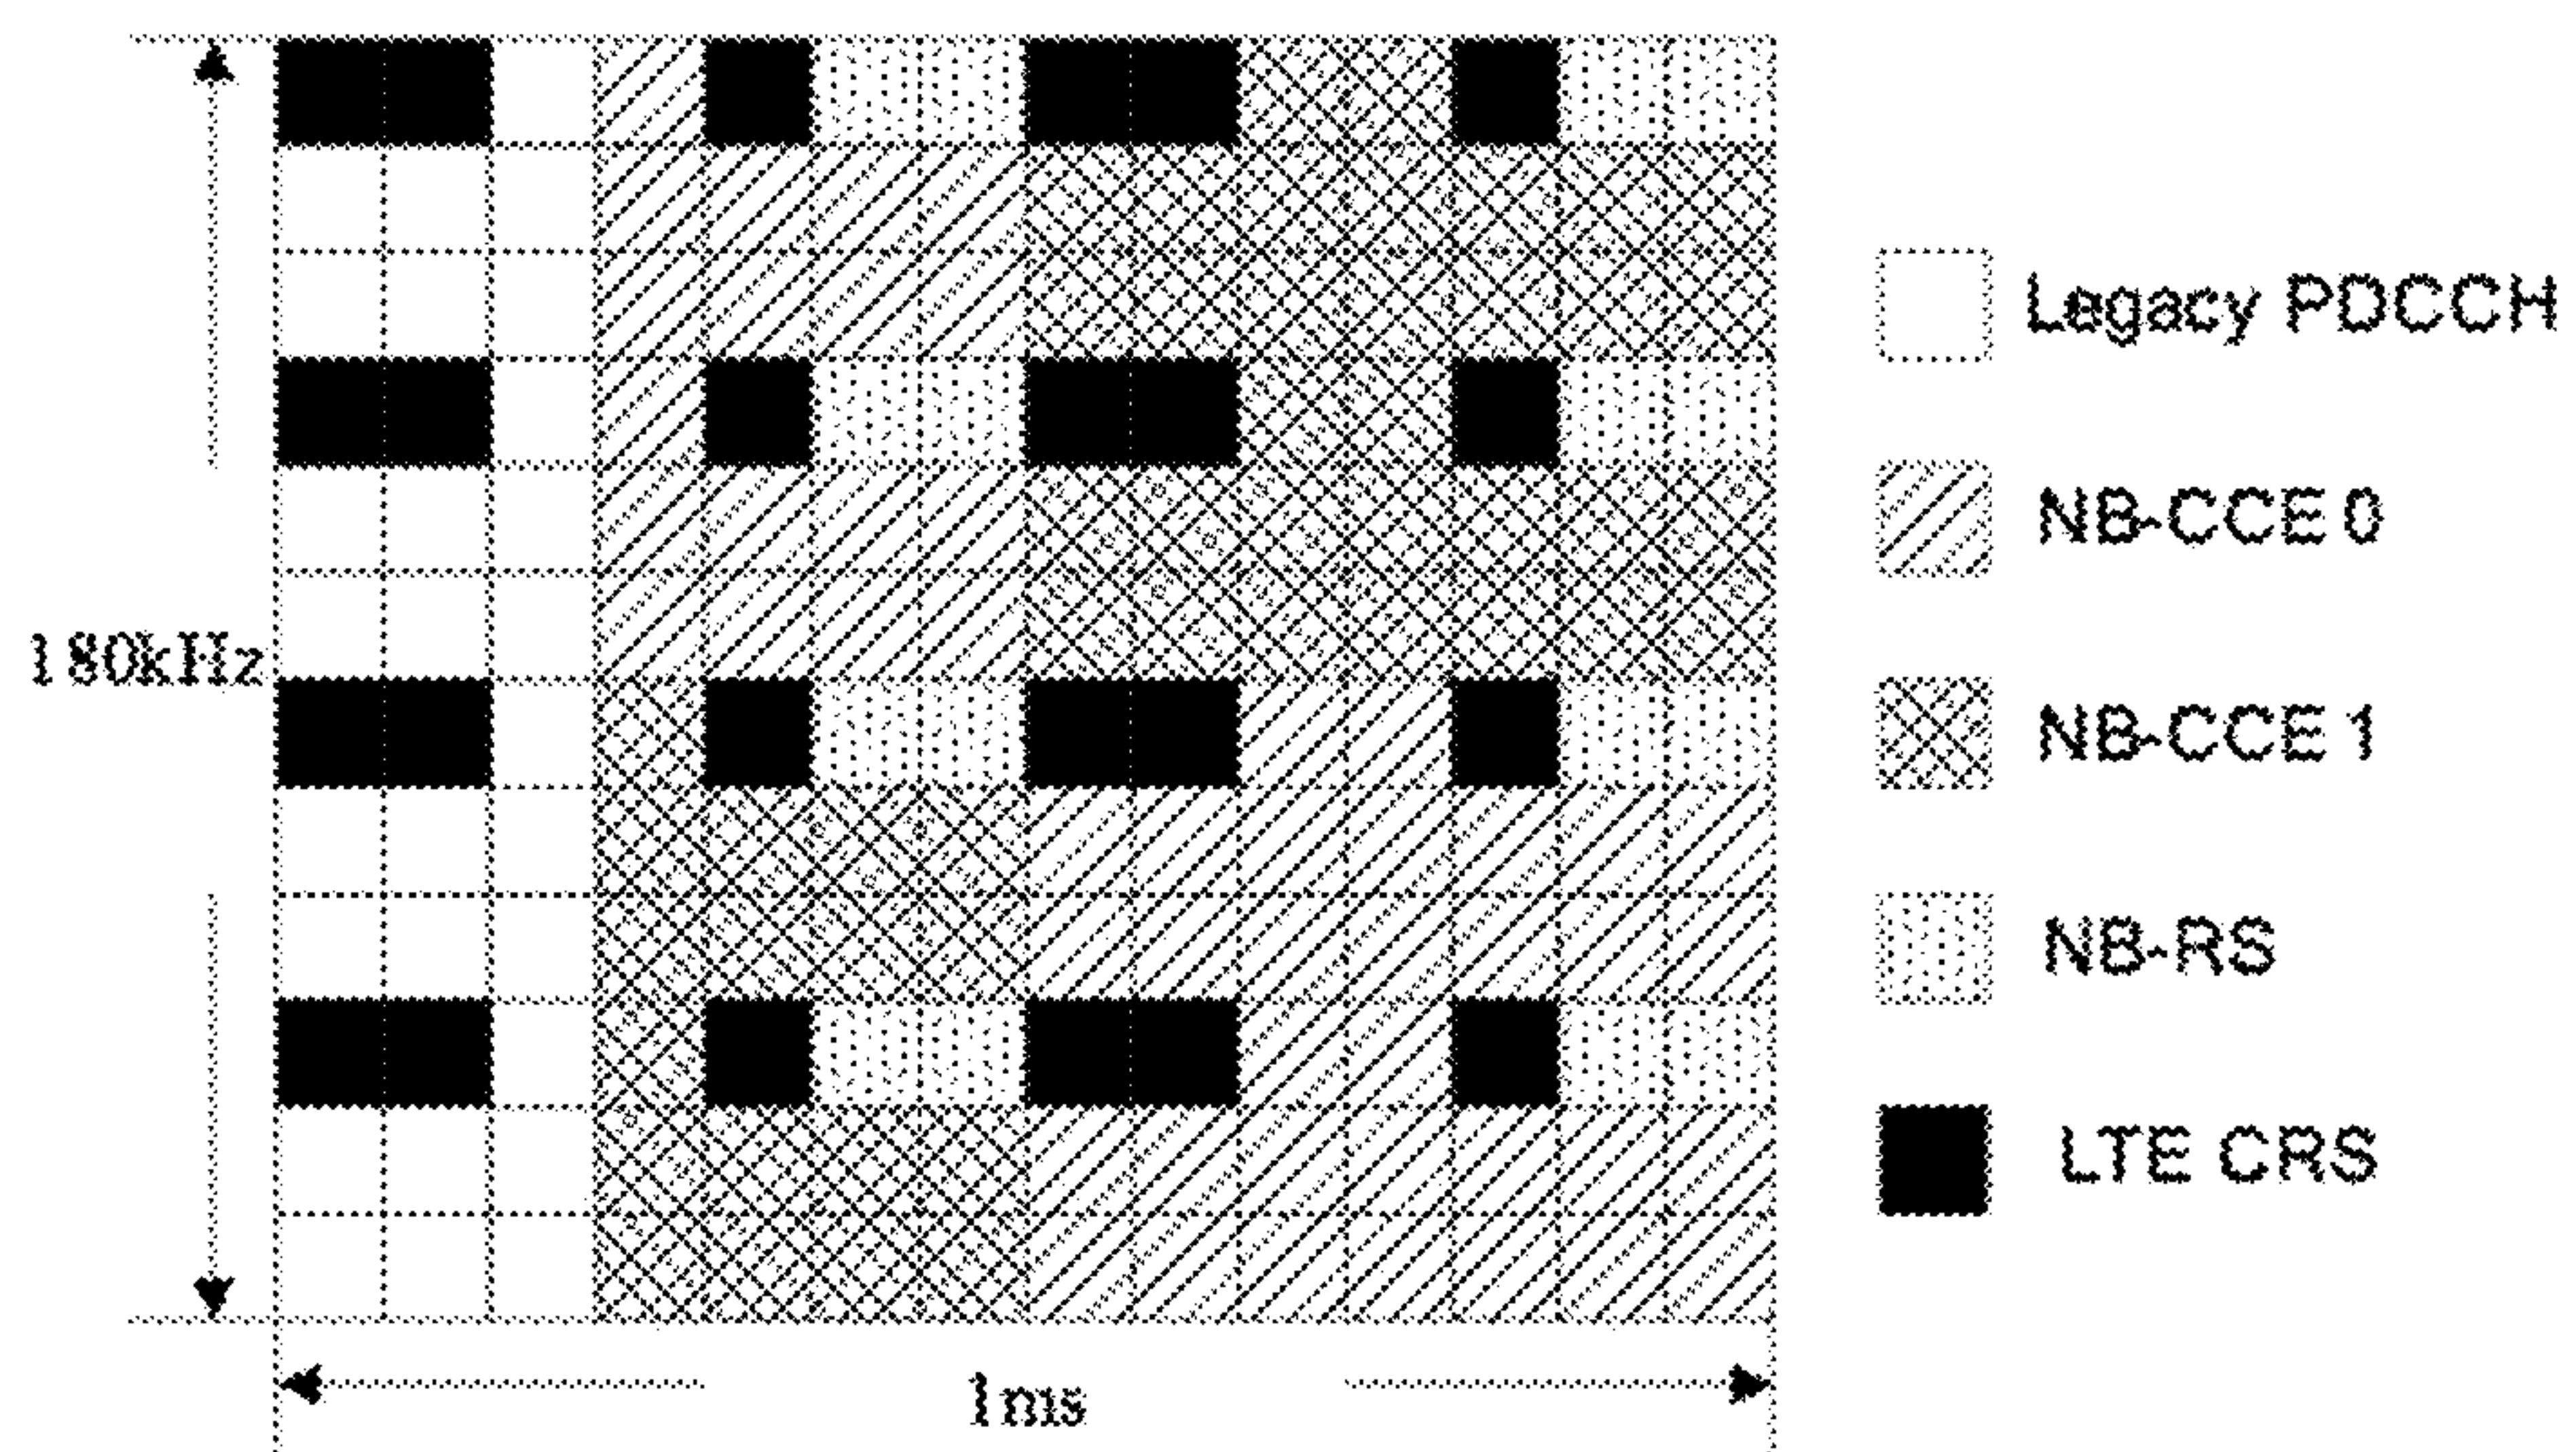 180kHz
1ms
Legacy PDCCH
NB-CCE 0
NB-CCE 1
NB-RS
LTE CRS